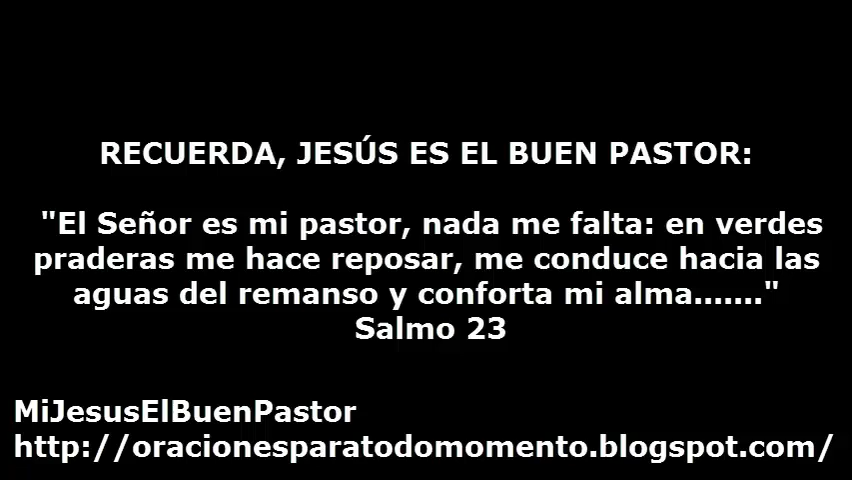 RECUERDA, JESÚS ES EL BUEN PASTOR:
"El Señor es mi pastor, nada me falta: en verdes
praderas me hace reposar, me conduce hacia las
aguas del remanso y conforta mi alma......."
Salmo 23
MiJesusElBuenPastor
http://oracionesparatodomomento.blogspot.com/